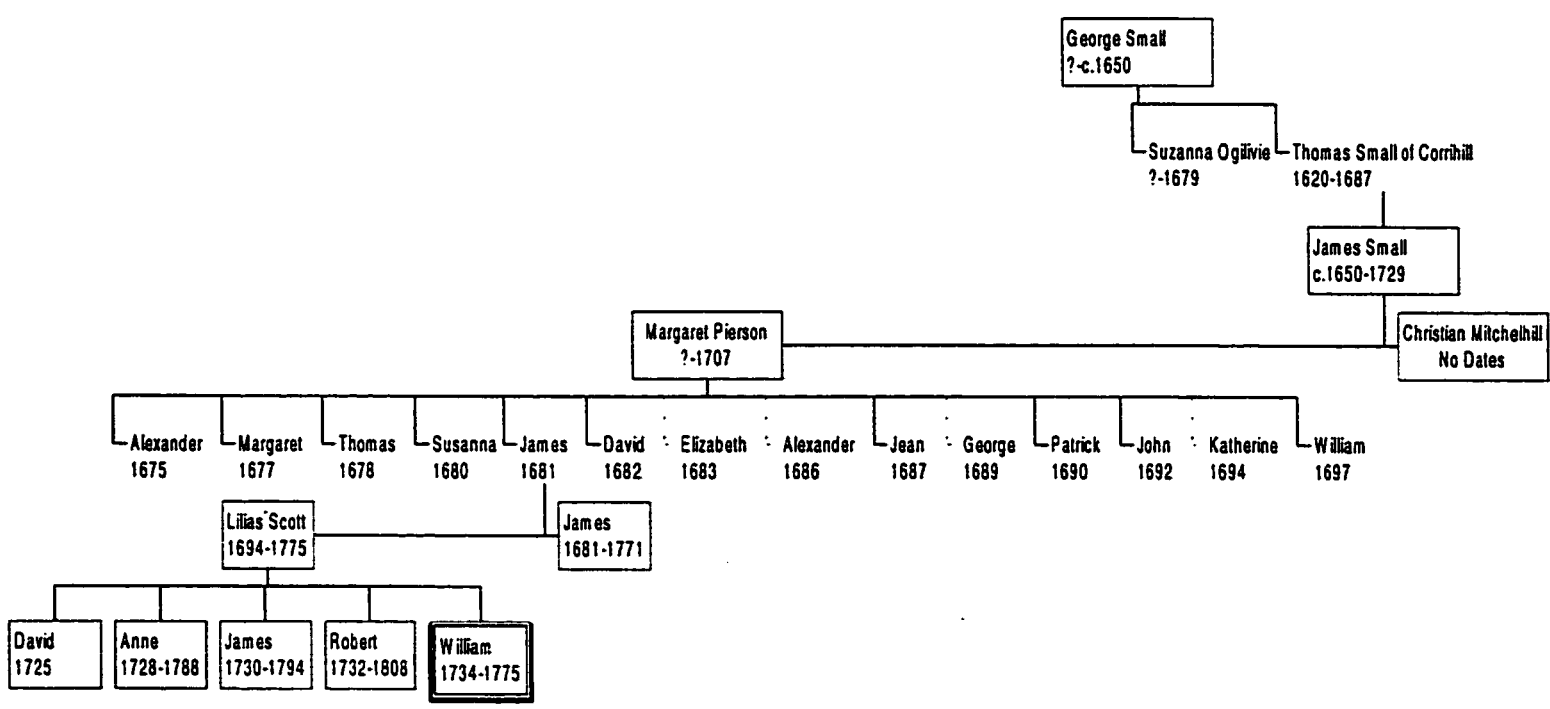 George Small
?-c.1650
Suzanna Ogilivie
?-1679
Thomas Small of Corrihill
1620-1687
James Small
c.1650-1729
Margaret Pierson
?-1707
Christian Mitchelhill
No Dates
Alexander
1675
Margaret
1677
Thomas
1678
Susanna
1680
James
1681
David
1682
Elizabeth
1683
Alexander
1686
Jean
1687
George
1689
Patrick
1690
John
1692
Katherine
1694
William
1697
Lilias Scott
1694-1775
James
1681-1771
David
1725
Anne
1728-1788
James
1730-1794
Robert
1732-1808
William
1734-1775